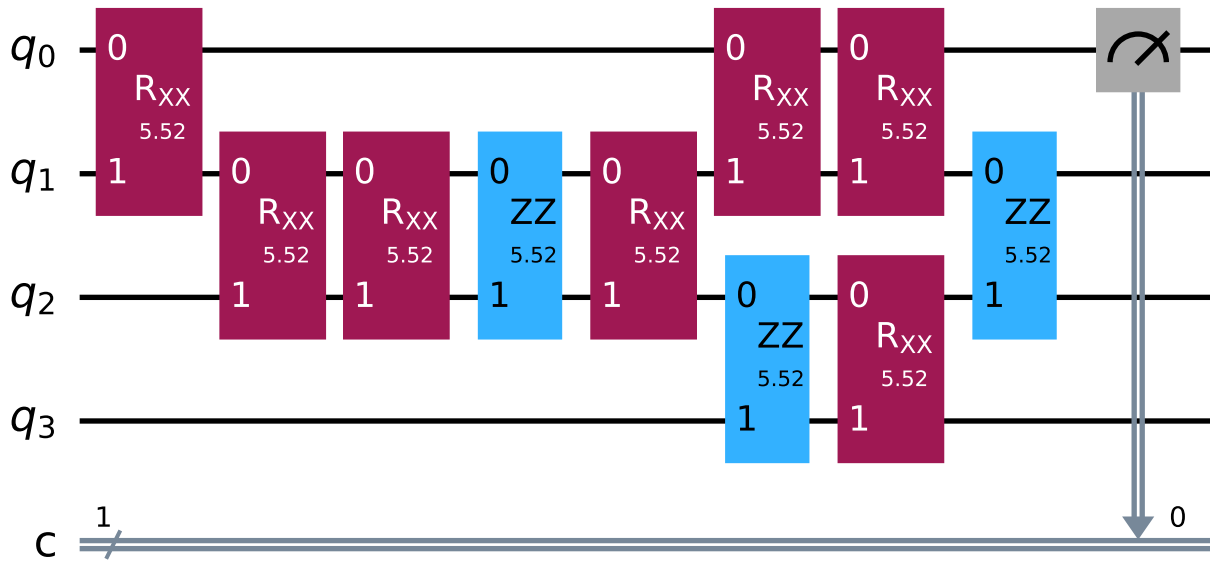 q0 0 0 0
RXX RXX RXX
5.52 5.52 5.52
q1 1 0 0 0 0 1 1 0
RXX RXX ZZ RXX ZZ
5.52 5.52 5.52 5.52 5.52
q2 1 1 1 1 0 0 1
ZZ RXX
5.52 5.52
q3 1 1
1 0
c